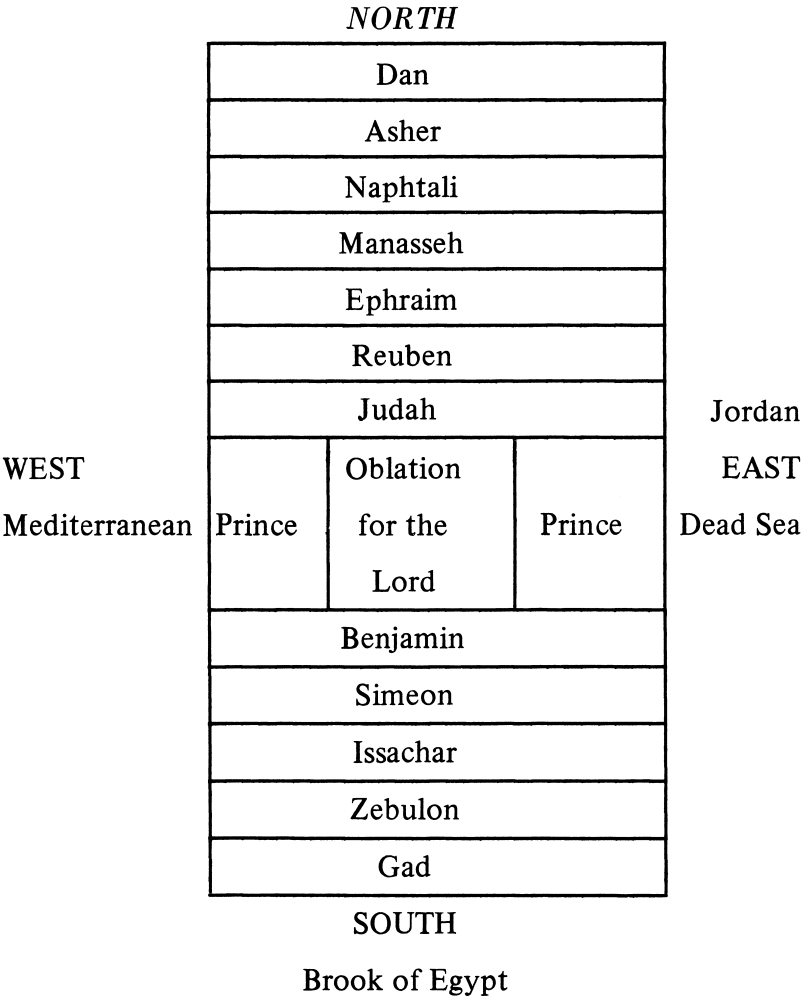 NORTH
Dan
Asher
Naphtali
Manasseh
Ephraim
Reuben
Judah
Jordan
WEST
Oblation
EAST
Mediterranean
Prince
for the
Prince
Dead Sea
Lord
Benjamin
Simeon
Issachar
Zebulon
Gad
SOUTH
Brook of Egypt